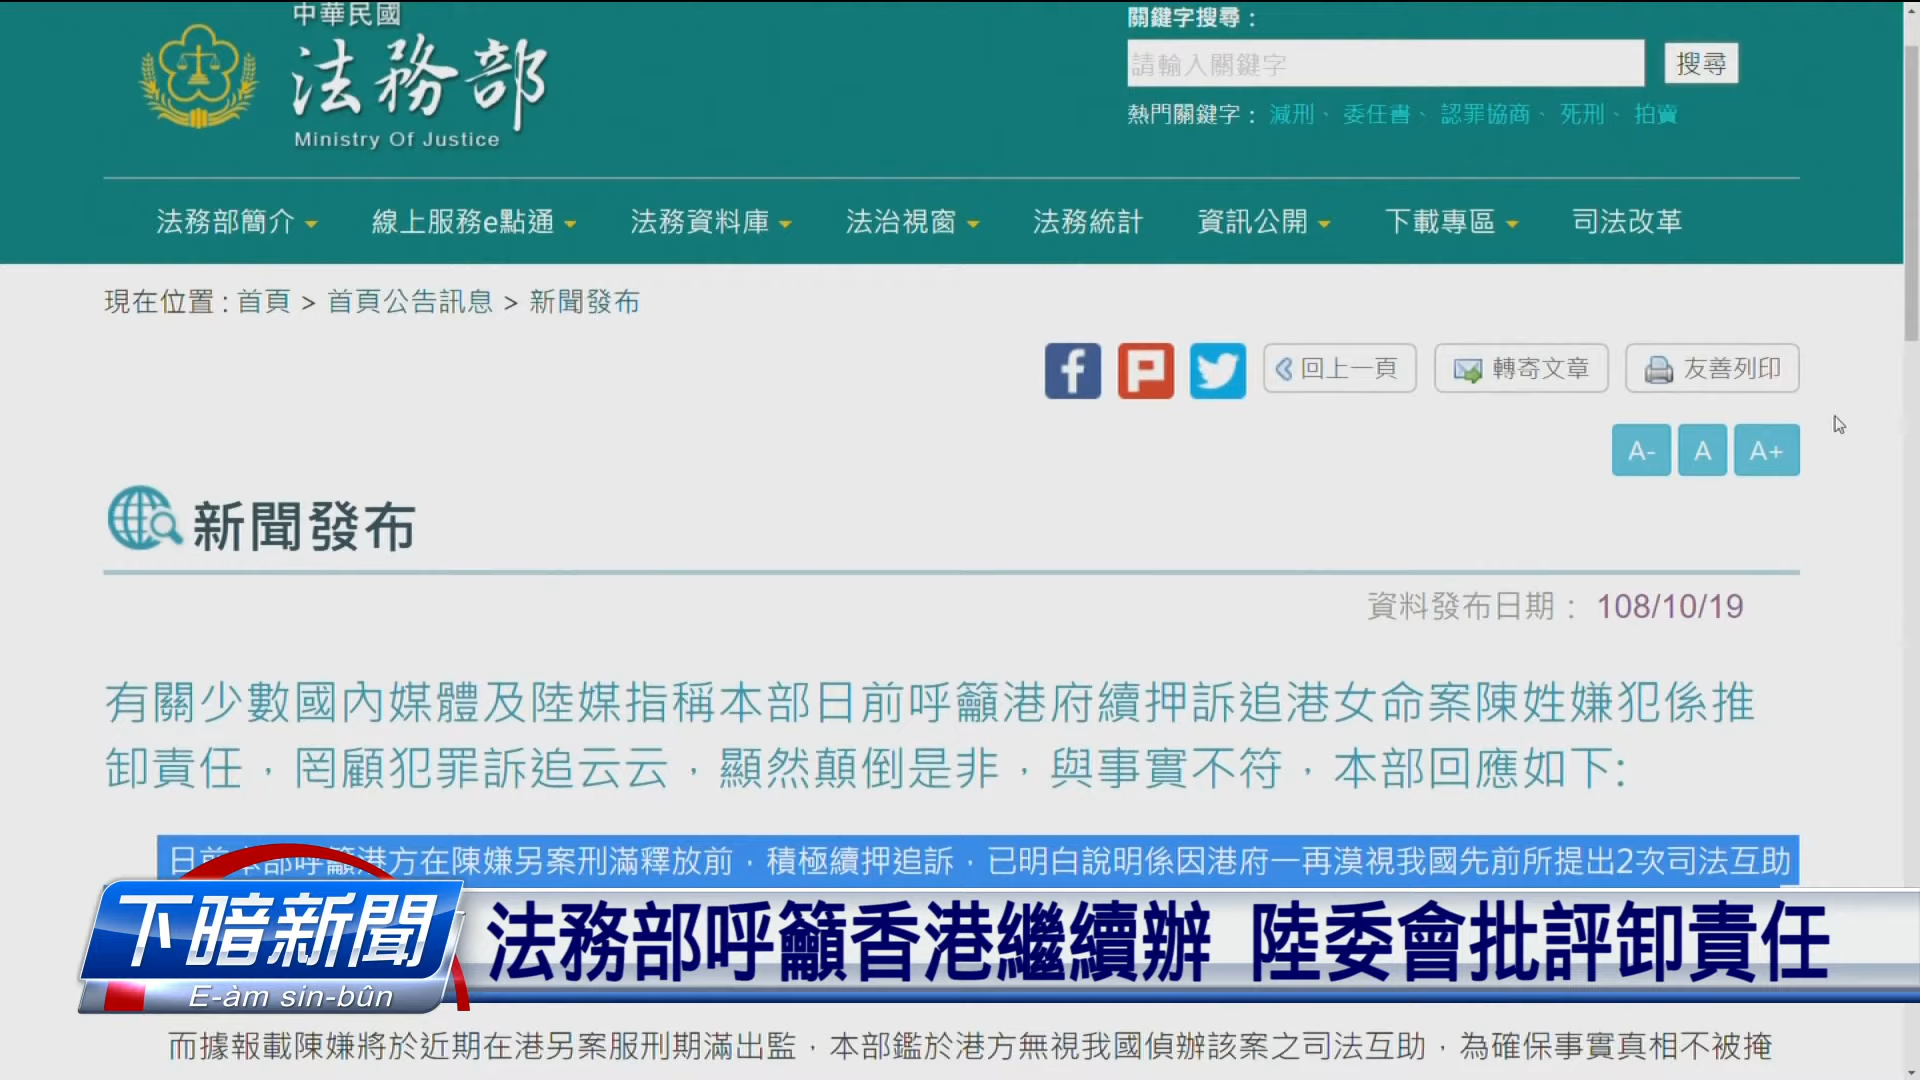 中華民國
法務部
Ministry Of Justice
關鍵字搜尋：
請輸入關鍵字
搜尋
熱門關鍵字： 減刑、 委任書、 認罪協商、 死刑、 拍賣
法務部簡介 線上服務e點通 法務資料庫 法治視窗 法務統計 資訊公開 下載專區 司法改革
現在位置 : 首頁 > 首頁公告訊息 > 新聞發布
回上一頁 轉寄文章 友善列印
A- A A+
新聞發布
資料發布日期： 108/10/19
有關少數國內媒體及陸媒指稱本部日前呼籲港府續押訴追港女命案陳姓嫌犯係推
卸責任，罔顧犯罪訴追云云，顯然顛倒是非，與事實不符，本部回應如下:
日前本部呼籲港方在陳嫌另案刑滿釋放前，積極續押追訴，已明白說明係因港府一再漠視我國先前所提出2次司法互助
下暗新聞
E-àm sin-bûn
法務部呼籲香港繼續辦 陸委會批評卸責任
而據報載陳嫌將於近期在港另案服刑期滿出監，本部鑑於港方無視我國偵辦該案之司法互助，為確保事實真相不被掩